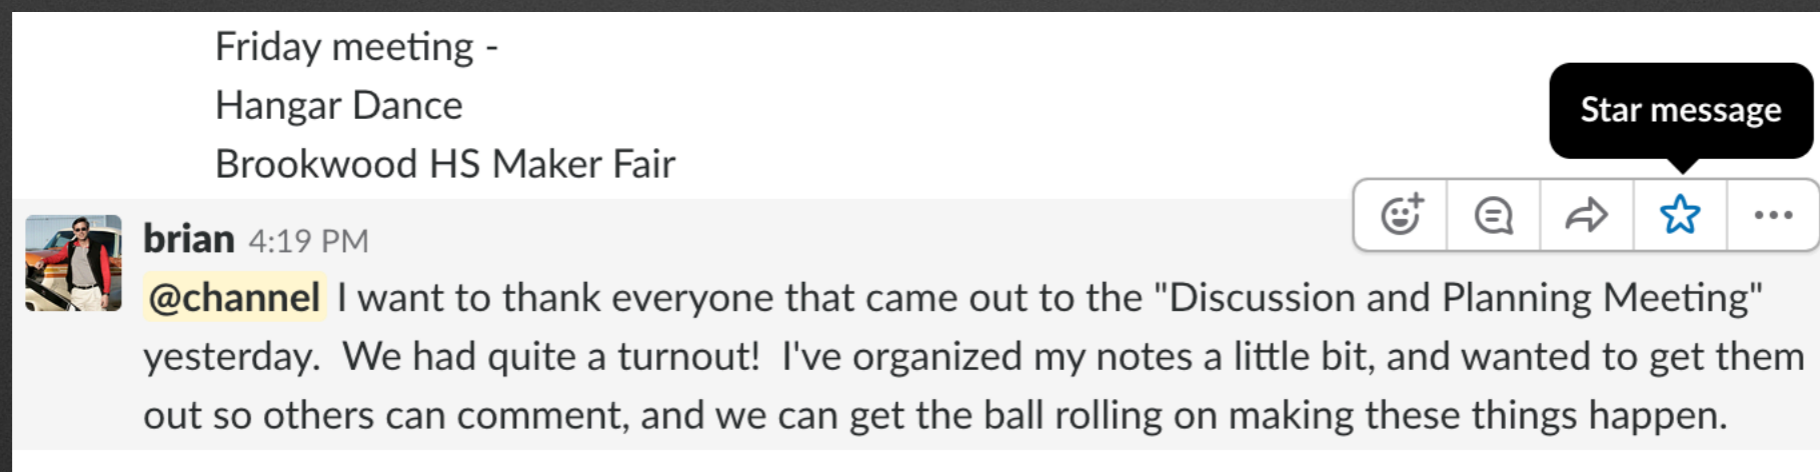 Friday meeting -
Hangar Dance
Brookwood HS Maker Fair
Star message
brian 4:19 PM
@channel I want to thank everyone that came out to the "Discussion and Planning Meeting"
yesterday.  We had quite a turnout!  I've organized my notes a little bit, and wanted to get them
out so others can comment, and we can get the ball rolling on making these things happen.